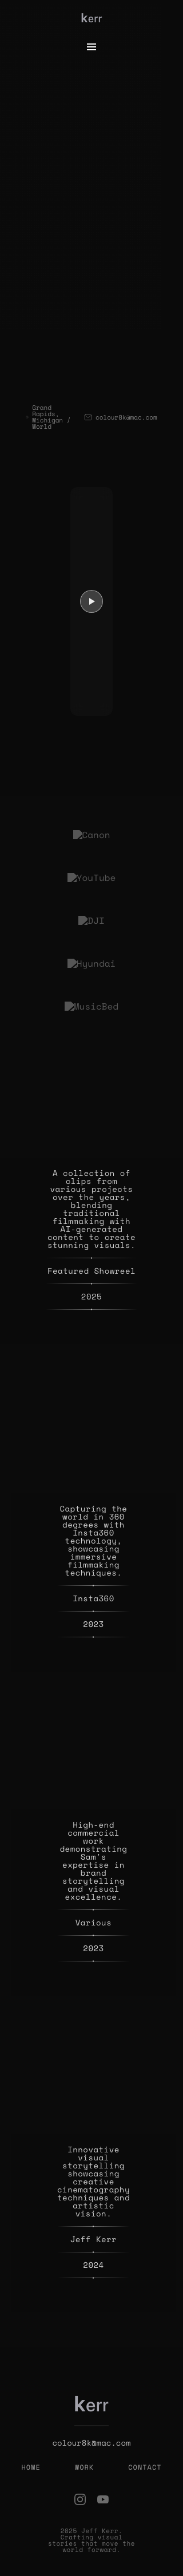 kerr
Grand
Rapids,
Michigan /
World
colour8kämac.com
Canon
YouTube
DJI
Hyundai
MusicBed
A collection of
clips from
various projects
over the years,
blending
traditional
filmmaking with
AI-generated
content to create
stunning visuals.
Featured Showreel
2025
Capturing the
world in 360
degrees with
Insta360
technology,
showcasing
immersive
filmmaking
techniques.
Insta360
2023
High-end
commercial
work
demonstrating
Sam's
expertise in
brand
storytelling
and visual
excellence.
Various
2023
Innovative
visual
storytelling
showcasing
creative
cinematography
techniques and
artistic
vision.
Jeff Kerr
2024
kerr
colour8kämac.com
HOME WORK CONTACT
2025 Jeff Kerr.
Crafting visual
stories that move the
world forward.